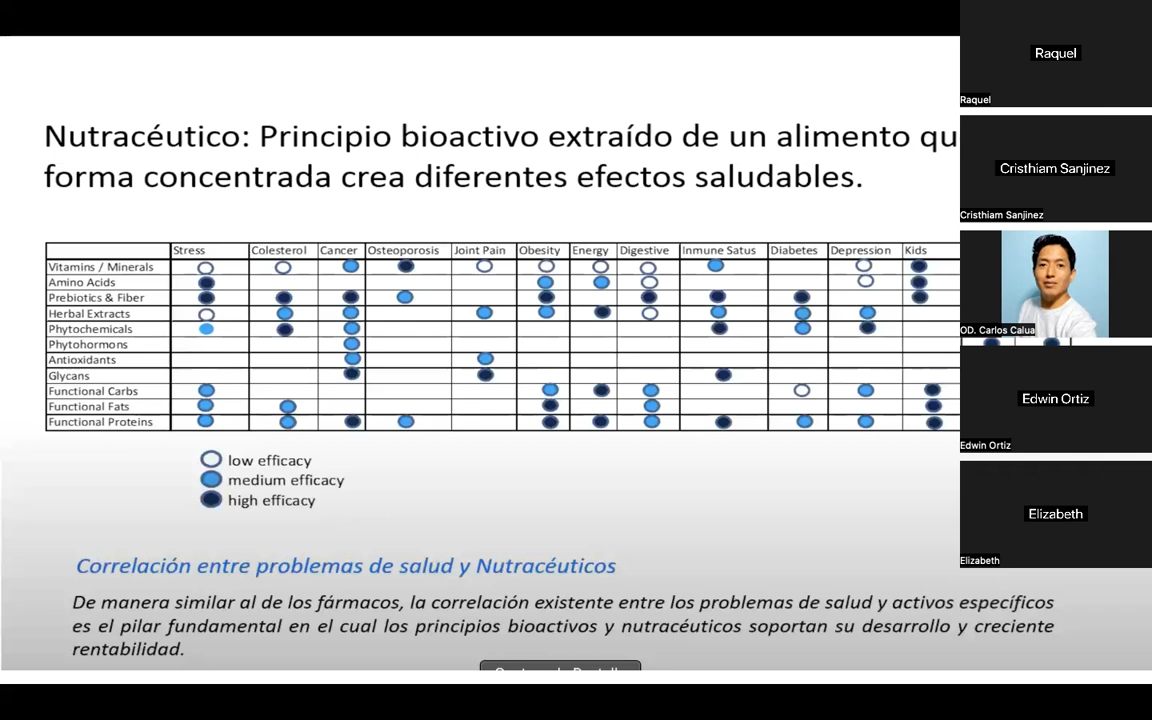 Nutracéutico: Principio bioactivo extraído de un alimento
forma concentrada crea diferentes efectos saludables.
Stress Colesterol Cancer Osteoporosis Joint Pain Obesity Energy Digestive Inmune Satus Diabetes Depression Kids
Vitamins / Minerals
Amino Acids
Prebiotics & Fiber
Herbal Extracts
Phytochemicals
Phytohormons
Antioxidants
Glycans
Functional Carbs
Functional Fats
Functional Proteins
low efficacy
medium efficacy
high efficacy
Correlación entre problemas de salud y Nutracéuticos
De manera similar al de los fármacos, la correlación existente entre los problemas de salud y activos específicos
es el pilar fundamental en el cual los principios bioactivos y nutracéuticos soportan su desarrollo y creciente
rentabilidad.
Raquel
Raquel
Cristhiam Sanjinez
Cristhiam Sanjinez
OD. Carlos Calua
Edwin Ortiz
Edwin Ortiz
Elizabeth
Elizabeth